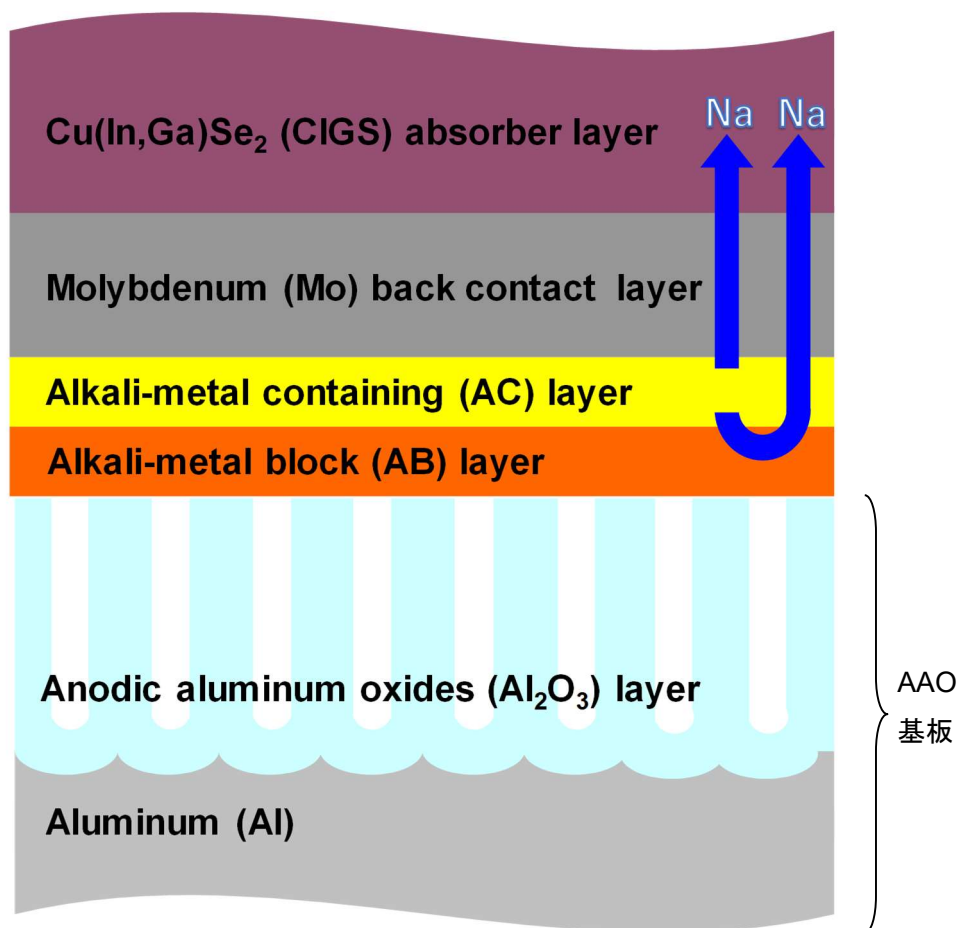 Cu(In,Ga)Se₂ (CIGS) absorber layer
Na Na
Molybdenum (Mo) back contact layer
Alkali-metal containing (AC) layer
Alkali-metal block (AB) layer
Anodic aluminum oxides (Al₂O₃) layer
AAO
基板
Aluminum (Al)